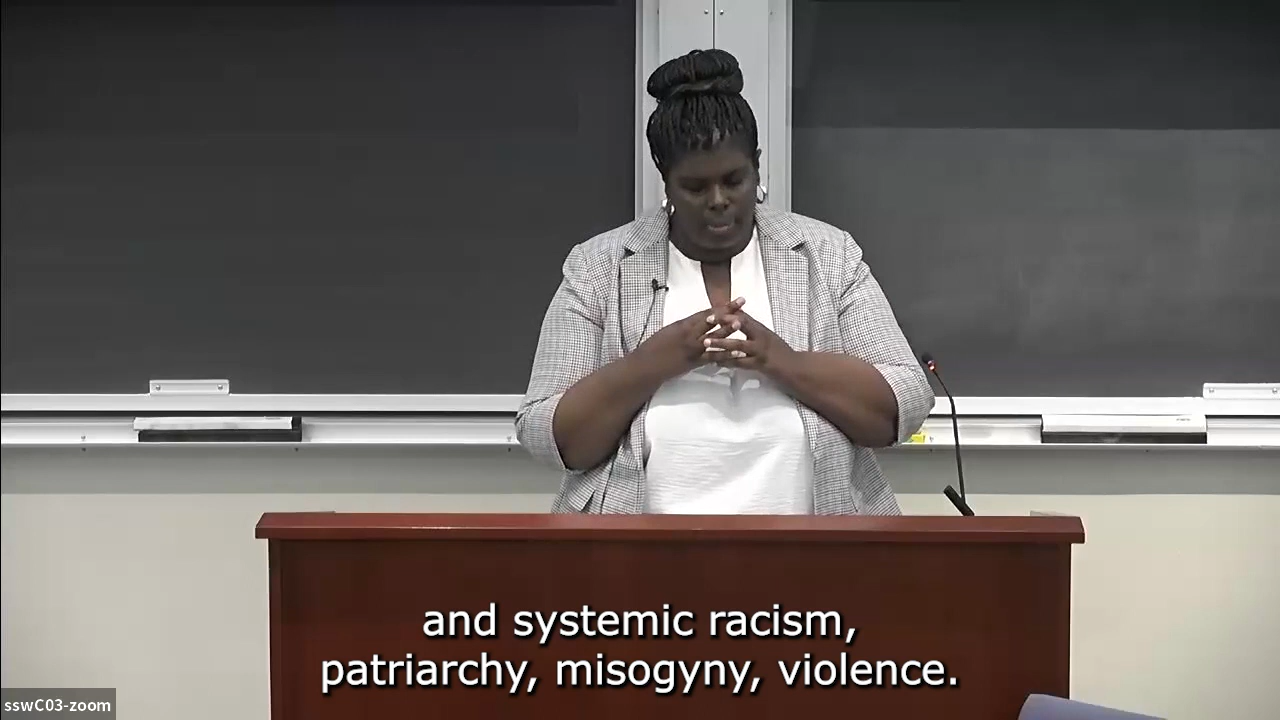 and systemic racism,
patriarchy, misogyny, violence.
sswC03-zoom